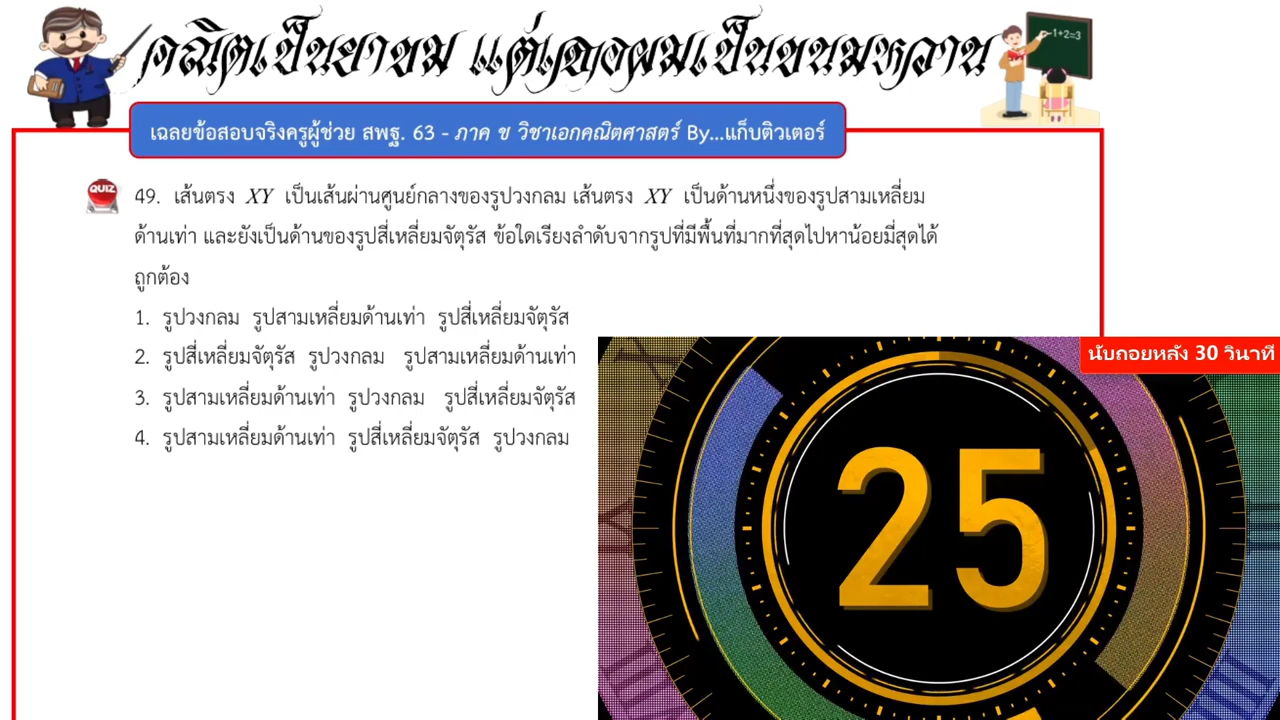 คณิตเป็นยาขม แต่เจอผมเป็นขนมหวาน
1+2=3
เฉลยข้อสอบจริงครูผู้ช่วย สพฐ. 63 - ภาค ข วิชาเอกคณิตศาสตร์ By...แก็บติวเตอร์
QUIZ
49. เส้นตรง XY เป็นเส้นผ่านศูนย์กลางของรูปวงกลม เส้นตรง XY เป็นด้านหนึ่งของรูปสามเหลี่ยม
ด้านเท่า และยังเป็นด้านของรูปสี่เหลี่ยมจัตุรัส ข้อใดเรียงลำดับจากรูปที่มีพื้นที่มากที่สุดไปหาน้อยมี่สุดได้
ถูกต้อง
1. รูปวงกลม รูปสามเหลี่ยมด้านเท่า รูปสี่เหลี่ยมจัตุรัส
2. รูปสี่เหลี่ยมจัตุรัส รูปวงกลม รูปสามเหลี่ยมด้านเท่า
3. รูปสามเหลี่ยมด้านเท่า รูปวงกลม รูปสี่เหลี่ยมจัตุรัส
4. รูปสามเหลี่ยมด้านเท่า รูปสี่เหลี่ยมจัตุรัส รูปวงกลม
นับถอยหลัง 30 วินาที
25